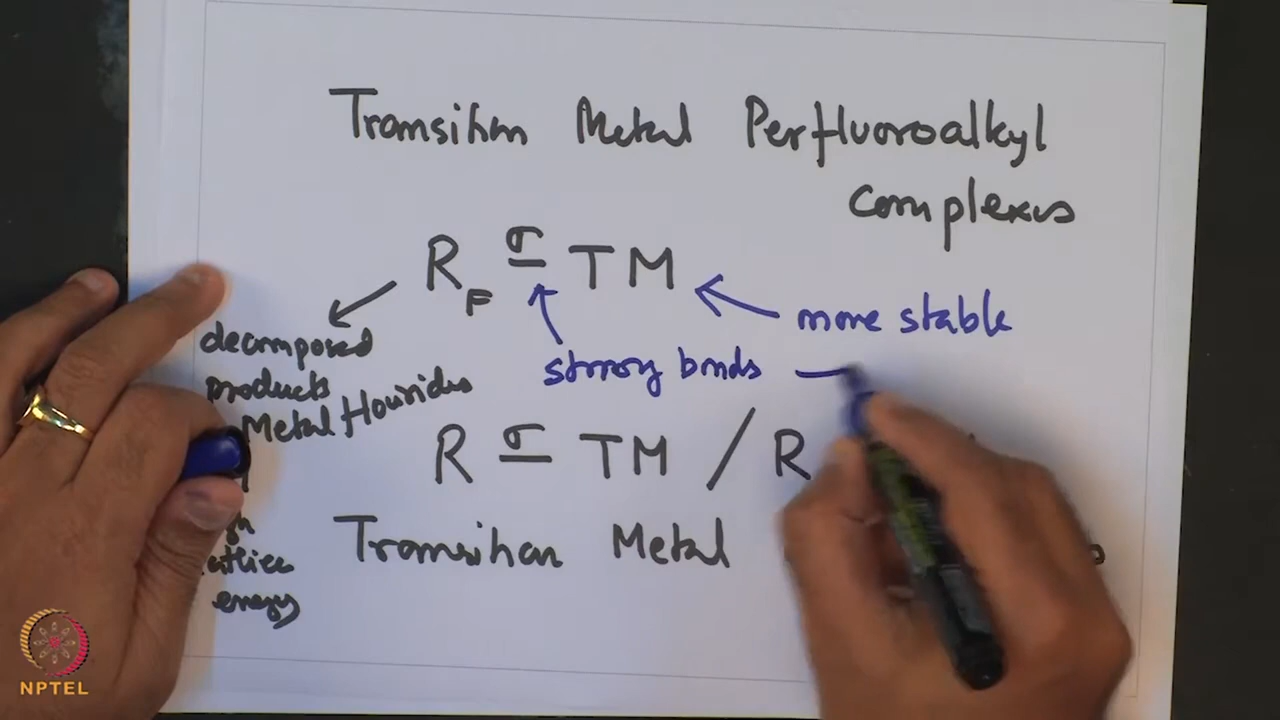 Transition Metal Perfluoroalkyl
Complexes
R_F σ TM
more stable
strong bonds —
decomposed
products
Metal flourides
R σ TM / R
lattice
energy
Transition Metal
NPTEL